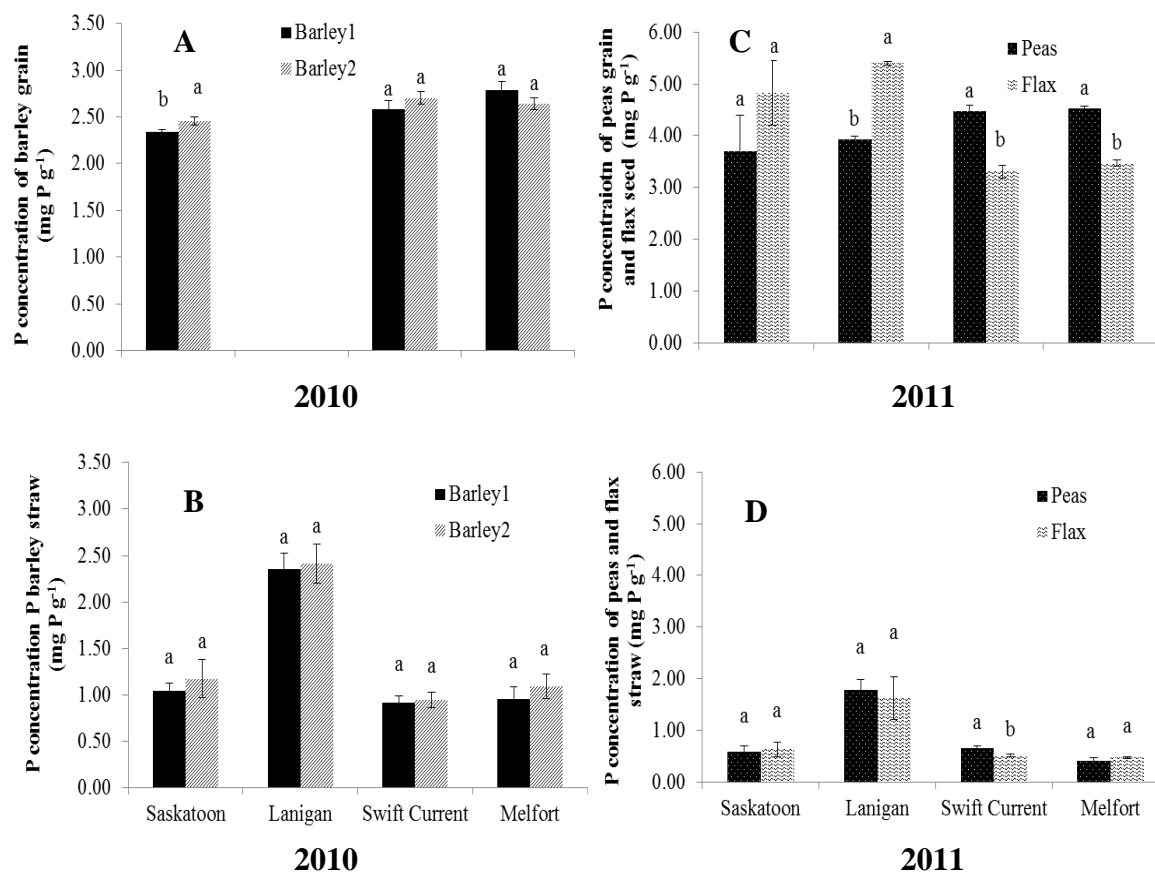 P concentration of barley grain
(mg P g-1)
3.50
3.00
2.50
2.00
1.50
1.00
0.50
0.00
A
Barley1
Barley2
b
a
a
a
a
a
2010
P concentraiotn of peas grain
and flax seed (mg P g-1)
6.00
5.00
4.00
3.00
2.00
1.00
0.00
C
Peas
Flax
a
a
b
a
a
b
a
b
2011
P concentration P barley straw
(mg P g-1)
3.50
3.00
2.50
2.00
1.50
1.00
0.50
0.00
B
Barley1
Barley2
a
a
a
a
a
a
a
a
Saskatoon Lanigan Swift Current Melfort
2010
P concentration of peas and flax
straw (mg P g-1)
6.00
5.00
4.00
3.00
2.00
1.00
0.00
D
Peas
Flax
a
a
a
a
a
b
a
a
Saskatoon Lanigan Swift Current Melfort
2011